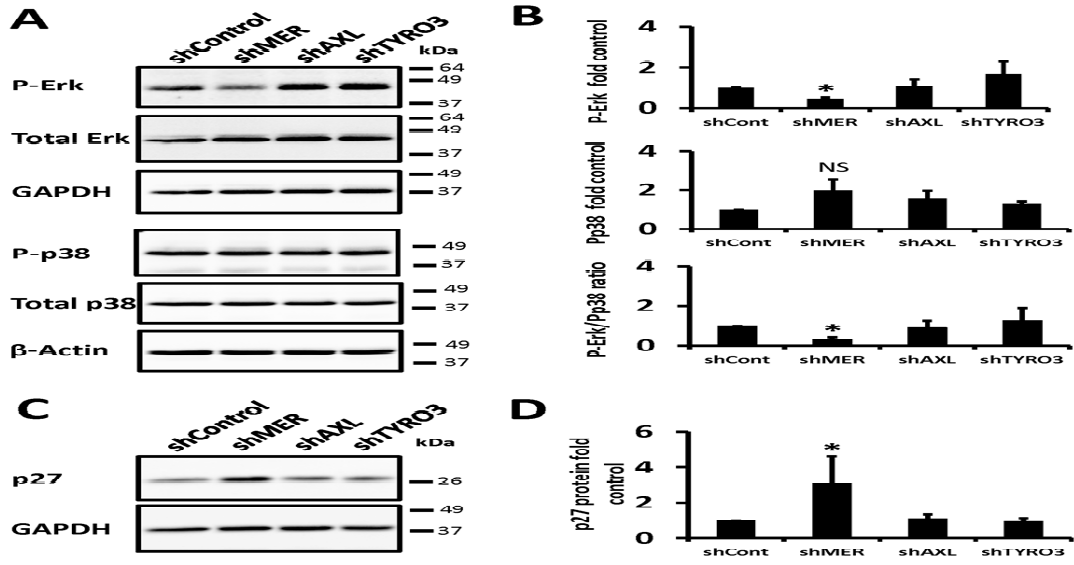 A
shControl shMER shAXL shTYRO3
kDa
P-Erk
64
49
37
Total Erk
64
49
37
GAPDH
49
37
P-p38
49
37
Total p38
49
37
β-Actin
49
37
B
P-Erk fold control
4
2
0
*
shCont shMER shAXL shTYRO3
Pp38 fold control
4
2
0
NS
shCont shMER shAXL shTYRO3
P-Erk/Pp38 ratio
4
2
0
*
shCont shMER shAXL shTYRO3
C
shControl shMER shAXL shTYRO3
kDa
p27
26
GAPDH
49
37
D
p27 protein fold
control
6
4
2
0
*
shCont shMER shAXL shTYRO3